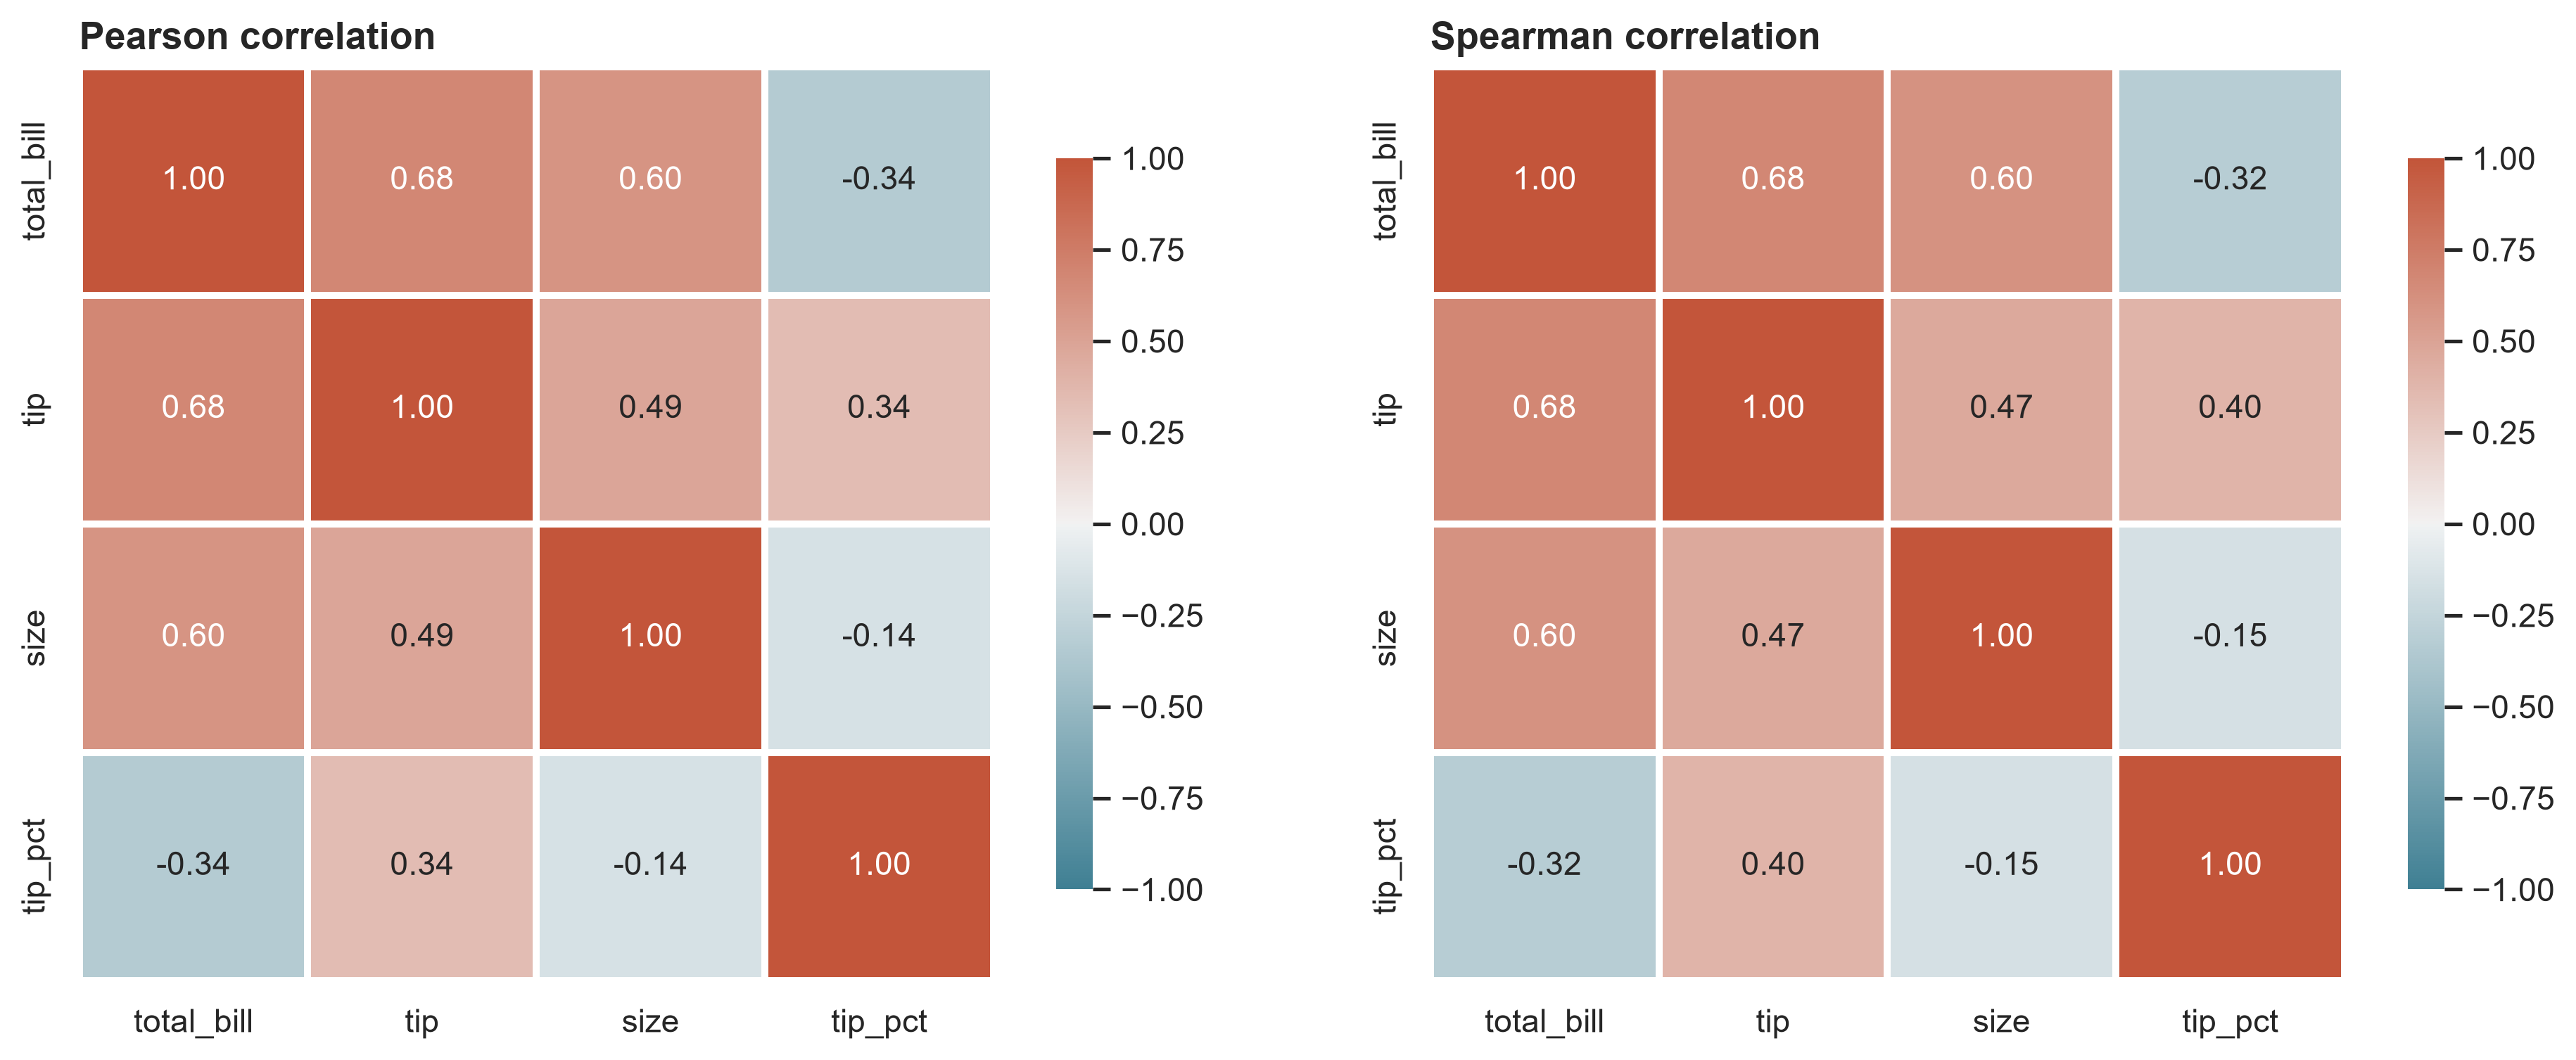 Pearson correlation
total_bill 1.00 0.68 0.60 -0.34
tip 0.68 1.00 0.49 0.34
size 0.60 0.49 1.00 -0.14
tip_pct -0.34 0.34 -0.14 1.00
total_bill tip size tip_pct
1.00
0.75
0.50
0.25
0.00
−0.25
−0.50
−0.75
−1.00
Spearman correlation
total_bill 1.00 0.68 0.60 -0.32
tip 0.68 1.00 0.47 0.40
size 0.60 0.47 1.00 -0.15
tip_pct -0.32 0.40 -0.15 1.00
total_bill tip size tip_pct
1.00
0.75
0.50
0.25
0.00
−0.25
−0.50
−0.75
−1.00